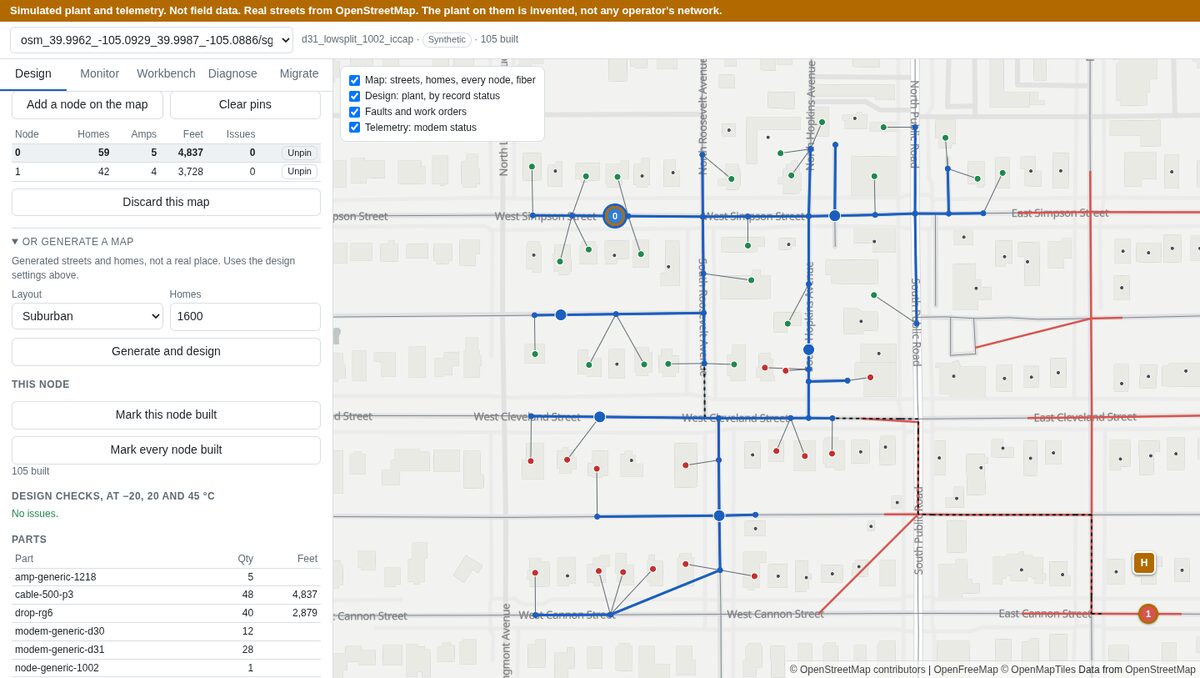 Simulated plant and telemetry. Not field data. Real streets from OpenStreetMap. The plant on them is invented, not any operator's network.
osm_39.9962_-105.0929_39.9987_-105.0886/sg
d31_lowsplit_1002_iccap · Synthetic · 105 built
Design Monitor Workbench Diagnose Migrate
Add a node on the map Clear pins
Node Homes Amps Feet Issues
0 59 5 4,837 0 Unpin
1 42 4 3,728 0 Unpin
Discard this map
▼ OR GENERATE A MAP
Generated streets and homes, not a real place. Uses the design
settings above.
Layout Homes
Suburban 1600
Generate and design
THIS NODE
Mark this node built
Mark every node built
105 built
DESIGN CHECKS, AT −20, 20 AND 45 °C
No issues.
PARTS
Part Qty Feet
amp-generic-1218 5
cable-500-p3 48 4,837
drop-rg6 40 2,879
modem-generic-d30 12
modem-generic-d31 28
node-generic-1002 1
Map: streets, homes, every node, fiber
Design: plant, by record status
Faults and work orders
Telemetry: modem status
North Roosevelt Avenue
North Hopkins Avenue
North Public Road
North L
pson Street
West Simpson Street
0
West Simpson Street
East Simpson Street
South Roosevelt Avenue
South Hopkins Avenue
South Public Road
d Street
West Cleveland Street
West Cleveland Street
East Cleveland Street
South Public Road
H
Cannon Street
West Cannon Street
West Cannon Street
East Cannon Street
1
ngmont Avenue
© OpenStreetMap contributors | OpenFreeMap © OpenMapTiles Data from OpenStreetMap